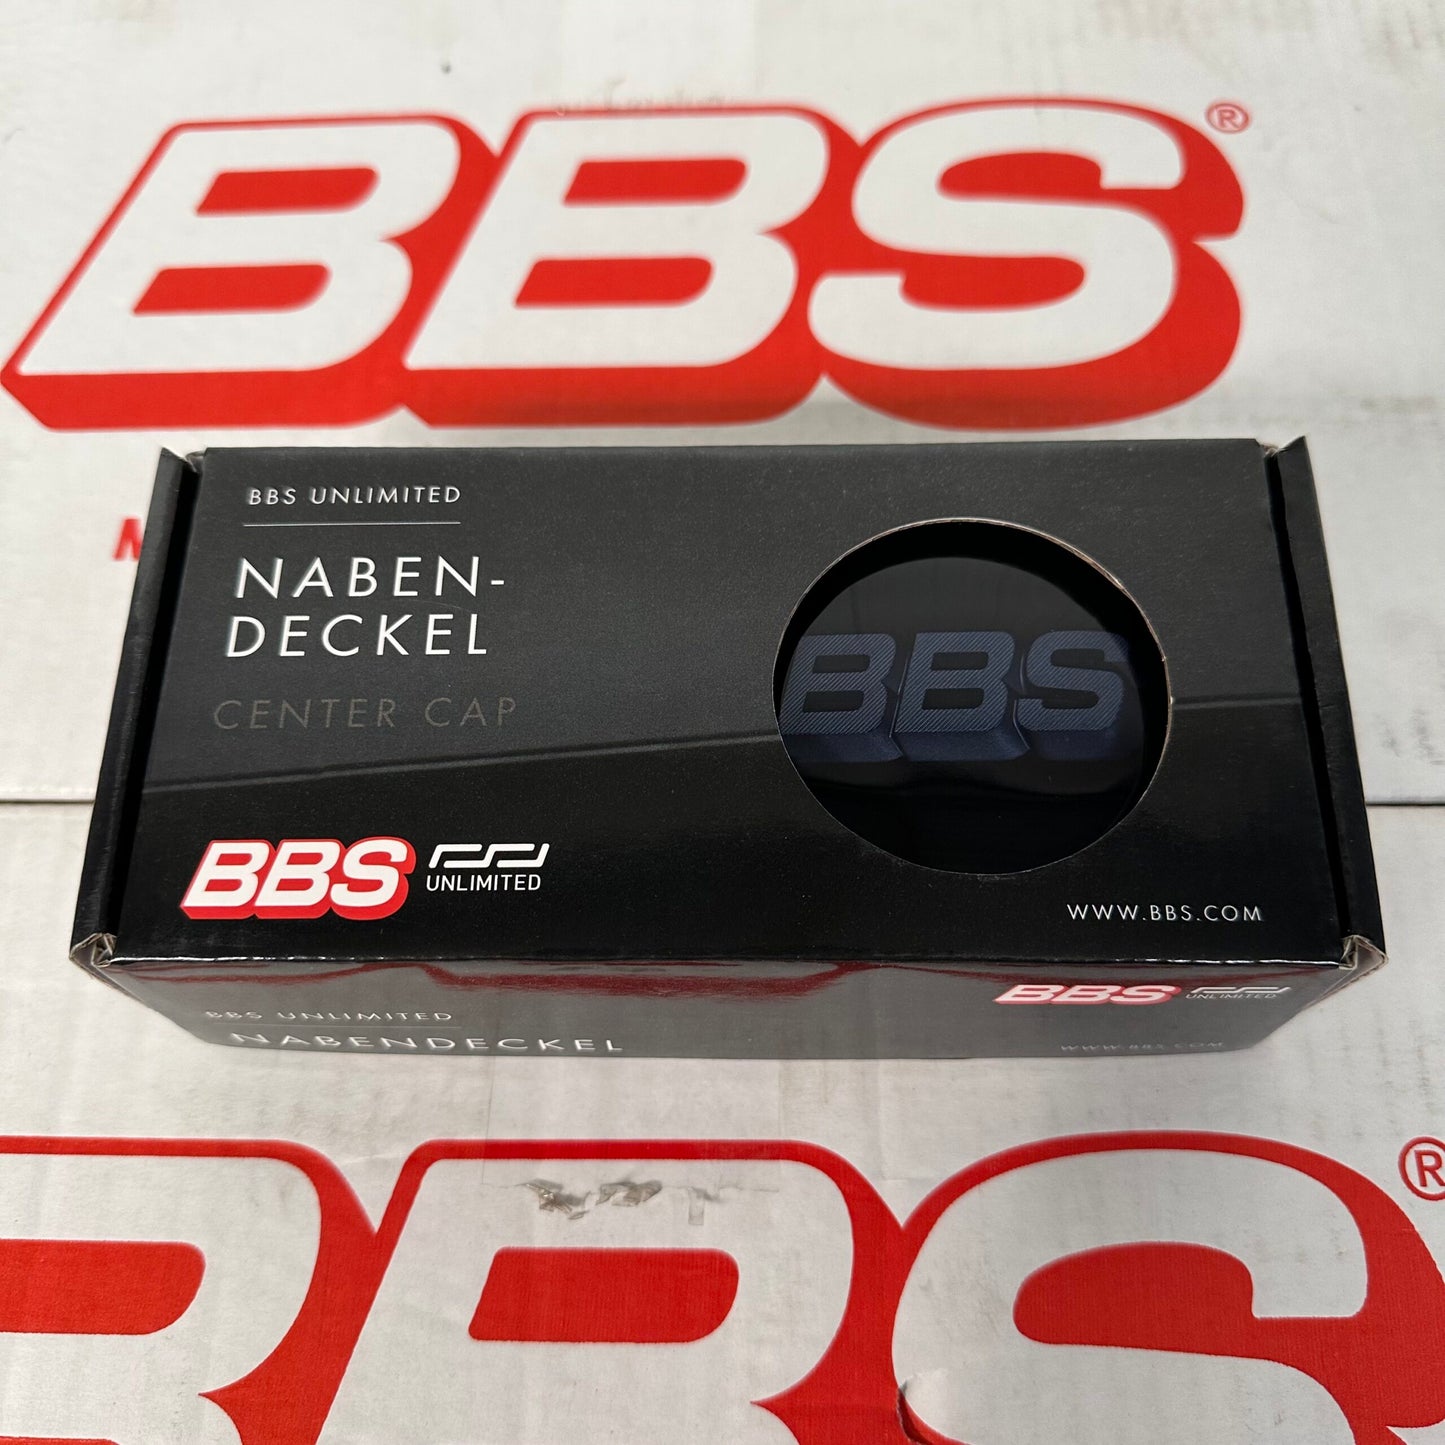 BBS®
BBS UNLIMITED
NABEN-
DECKEL
CENTER CAP
BBS
BBS UNLIMITED
WWW.BBS.COM
BBS UNLIMITED
BBS UNLIMITED
NABENDECKEL
WWW.BBS.COM
BBS®